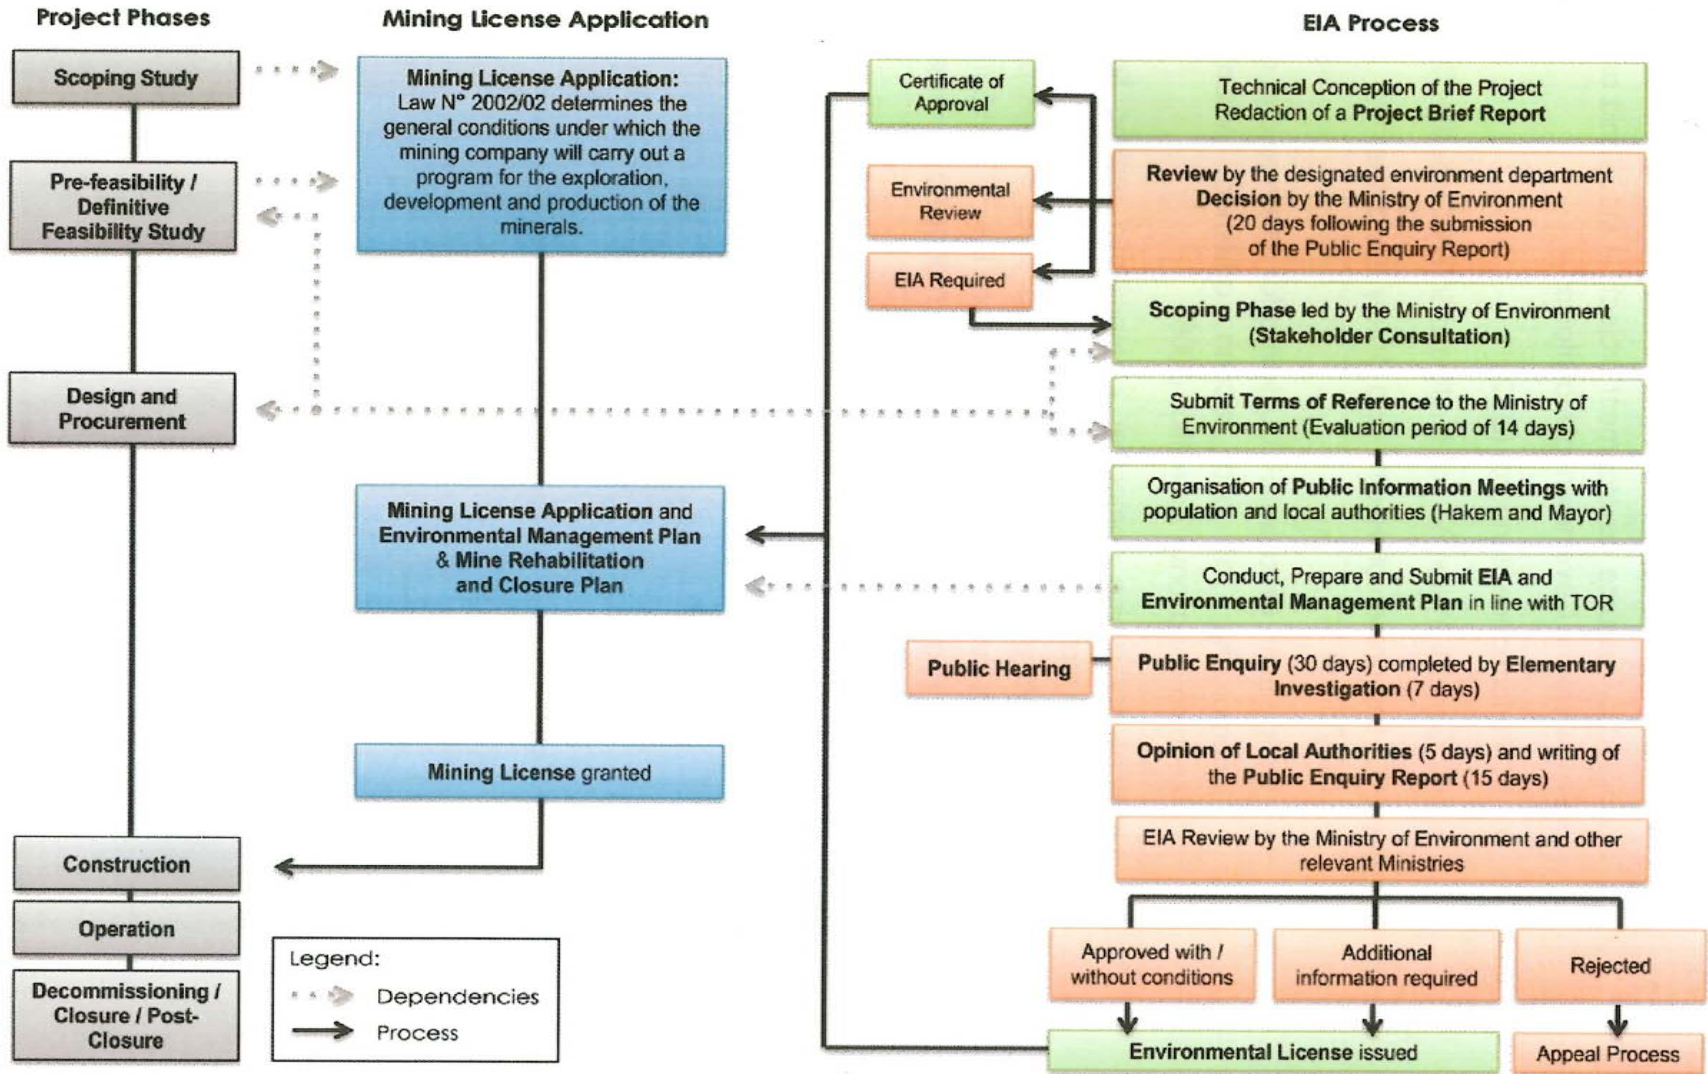 Project Phases
Mining License Application
EIA Process
Scoping Study
Pre-feasibility /
Definitive
Feasibility Study
Design and
Procurement
Construction
Operation
Decommissioning /
Closure / Post-
Closure
Mining License Application:
Law N° 2002/02 determines the
general conditions under which the
mining company will carry out a
program for the exploration,
development and production of the
minerals.
Mining License Application and
Environmental Management Plan
& Mine Rehabilitation
and Closure Plan
Mining License granted
Legend:
Dependencies
Process
Certificate of
Approval
Environmental
Review
EIA Required
Technical Conception of the Project
Redaction of a Project Brief Report
Review by the designated environment department
Decision by the Ministry of Environment
(20 days following the submission
of the Public Enquiry Report)
Scoping Phase led by the Ministry of Environment
(Stakeholder Consultation)
Submit Terms of Reference to the Ministry of
Environment (Evaluation period of 14 days)
Organisation of Public Information Meetings with
population and local authorities (Hakem and Mayor)
Conduct, Prepare and Submit EIA and
Environmental Management Plan in line with TOR
Public Hearing
Public Enquiry (30 days) completed by Elementary
Investigation (7 days)
Opinion of Local Authorities (5 days) and writing of
the Public Enquiry Report (15 days)
EIA Review by the Ministry of Environment and other
relevant Ministries
Approved with /
without conditions
Additional
information required
Rejected
Environmental License issued
Appeal Process